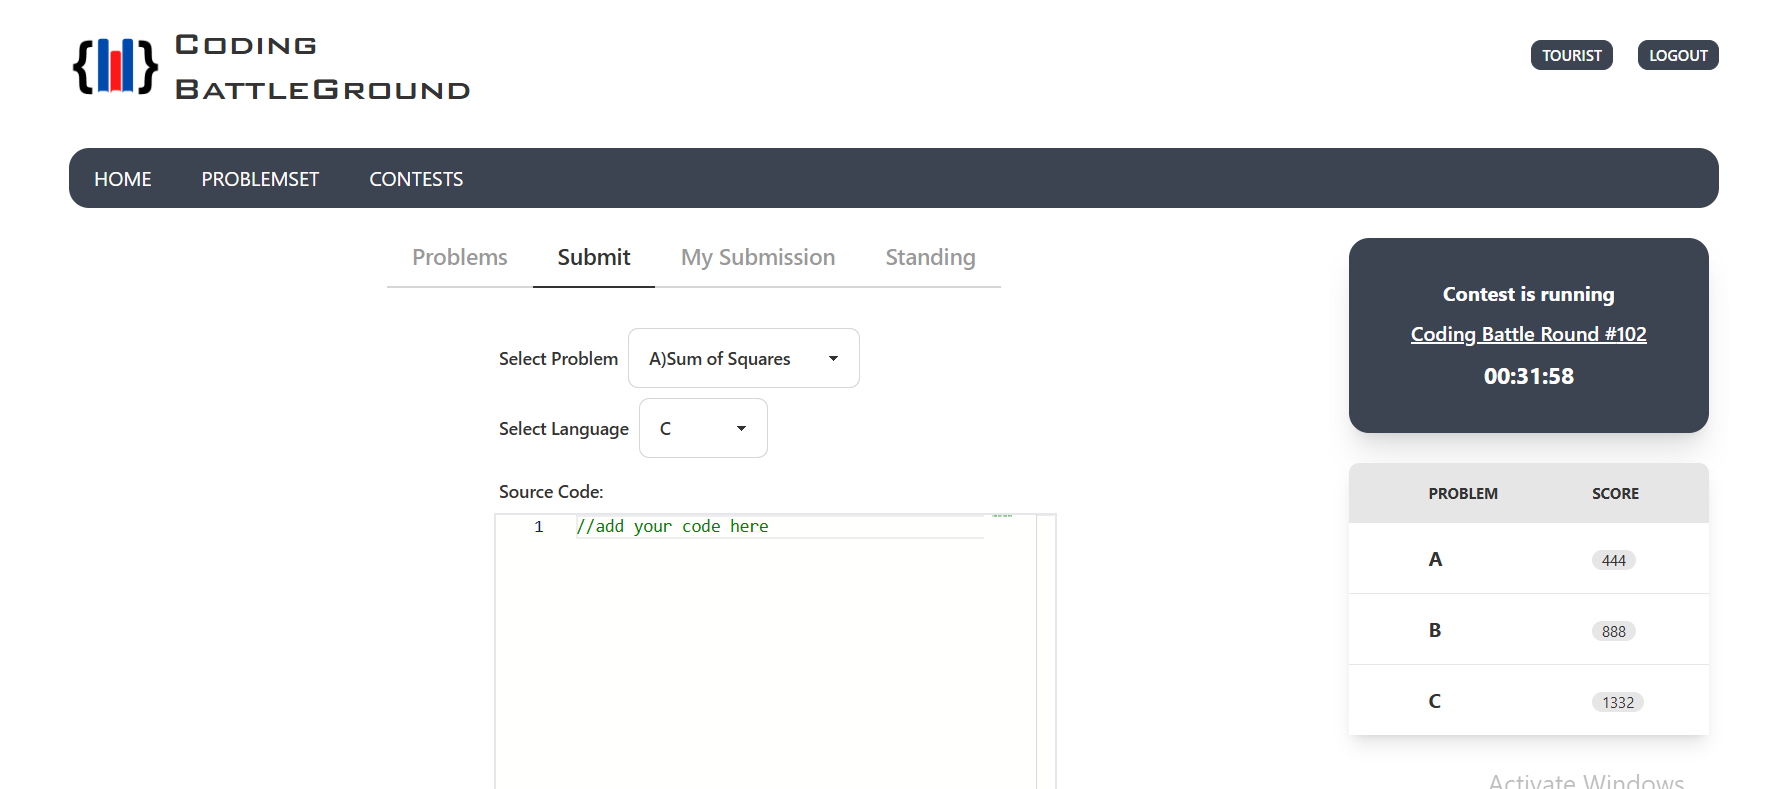 Coding
BattleGround
TOURIST
LOGOUT
HOME PROBLEMSET CONTESTS
Problems Submit My Submission Standing
Select Problem A)Sum of Squares
Select Language C
Source Code:
1 //add your code here
Contest is running
Coding Battle Round #102
00:31:58
PROBLEM SCORE
A 444
B 888
C 1332
Activate Windows